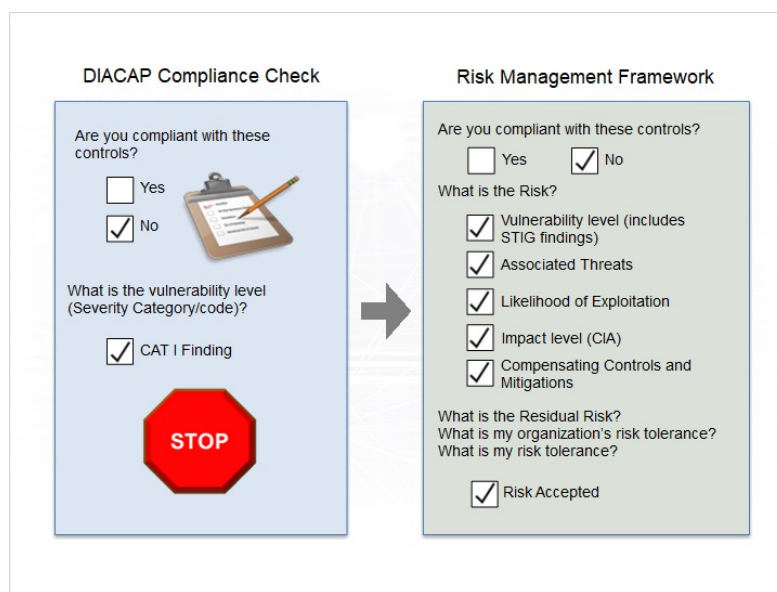 DIACAP Compliance Check
Are you compliant with these
controls?
Yes
No
What is the vulnerability level
(Severity Category/code)?
CAT I Finding
STOP
Risk Management Framework
Are you compliant with these controls?
Yes
No
What is the Risk?
Vulnerability level (includes
STIG findings)
Associated Threats
Likelihood of Exploitation
Impact level (CIA)
Compensating Controls and
Mitigations
What is the Residual Risk?
What is my organization's risk tolerance?
What is my risk tolerance?
Risk Accepted